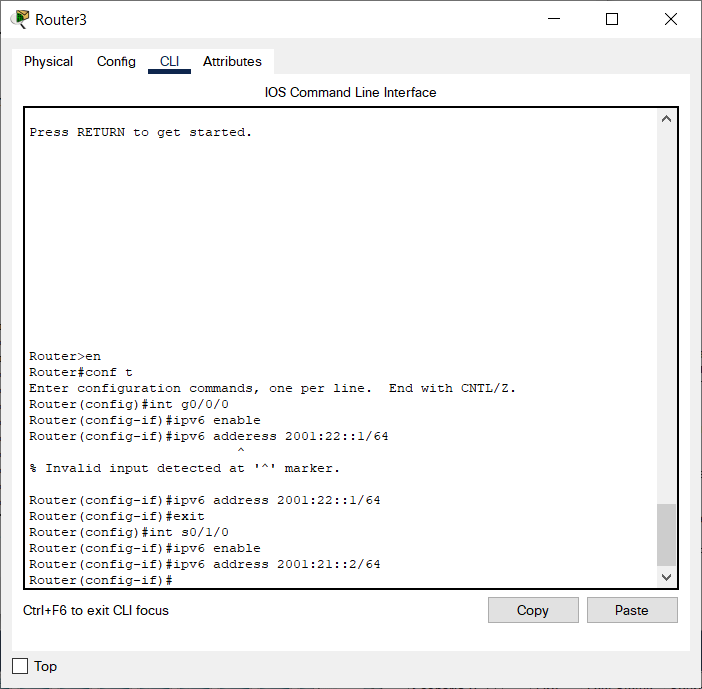 Router3
Physical Config CLI Attributes
IOS Command Line Interface
Press RETURN to get started.
Router>en
Router#conf t
Enter configuration commands, one per line.  End with CNTL/Z.
Router(config)#int g0/0/0
Router(config-if)#ipv6 enable
Router(config-if)#ipv6 adderess 2001:22::1/64
^
% Invalid input detected at '^' marker.
Router(config-if)#ipv6 address 2001:22::1/64
Router(config-if)#exit
Router(config)#int s0/1/0
Router(config-if)#ipv6 enable
Router(config-if)#ipv6 address 2001:21::2/64
Router(config-if)#
Ctrl+F6 to exit CLI focus
Copy Paste
Top